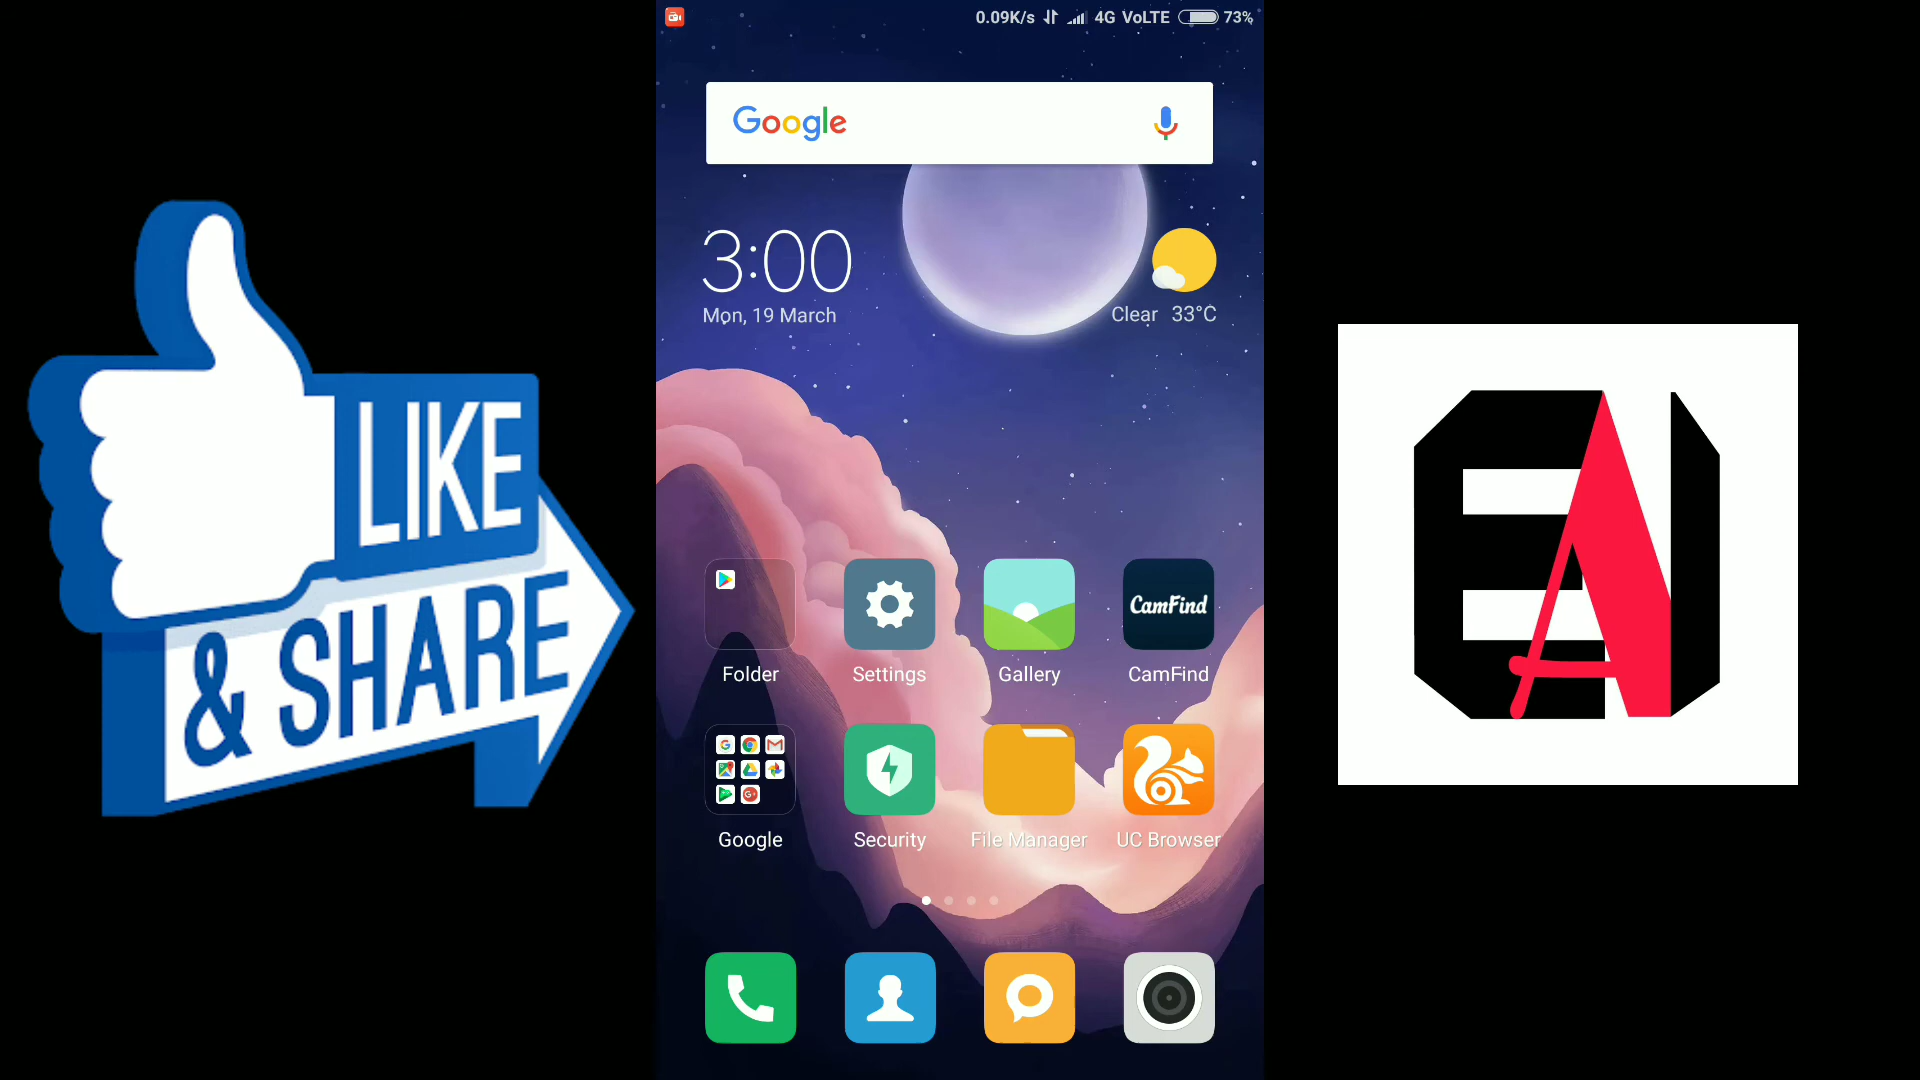 0.09K/s 4G VoLTE 73%
Google
3:00
Mon, 19 March
Clear 33°C
LIKE
& SHARE
CamFind
Folder Settings Gallery CamFind
Google Security File Manager UC Browser
EA